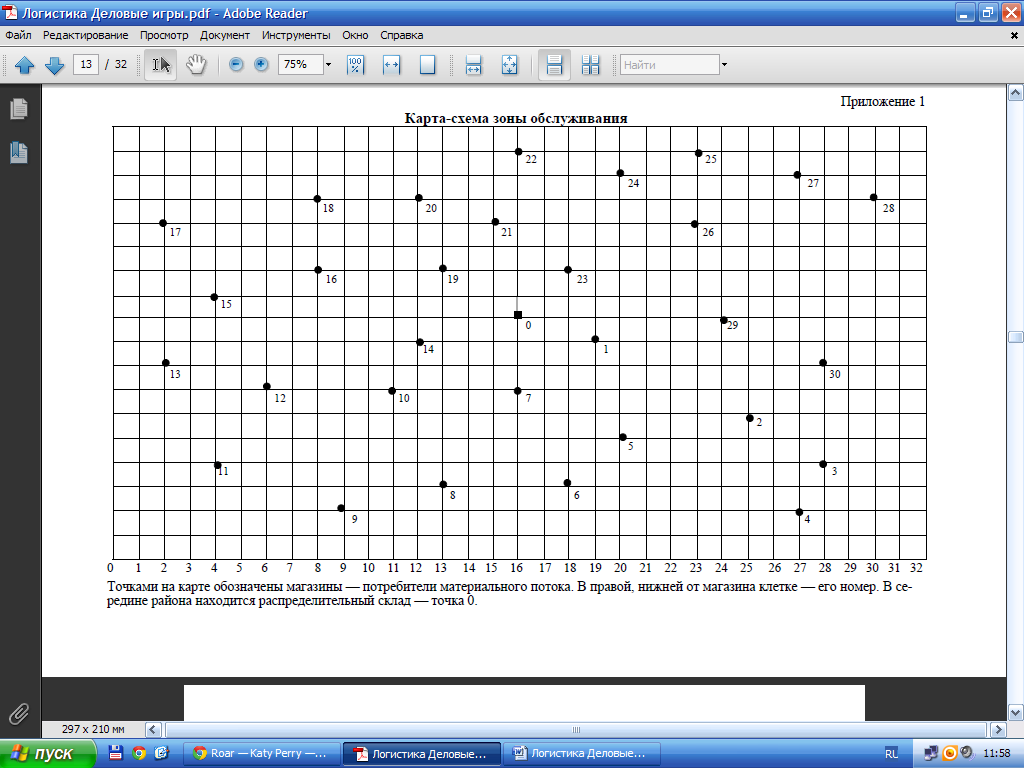 Логистика Деловые игры.pdf - Adobe Reader
Файл Редактирование Просмотр Документ Инструменты Окно Справка
13 / 32 75% Найти
Приложение 1
Карта-схема зоны обслуживания
22 25
24 27
18 20 28
17 21 26
16 19 23
15
0 29
14 1
13 30
12 10 7
2
5
11 3
8 6
9 4
0 1 2 3 4 5 6 7 8 9 10 11 12 13 14 15 16 17 18 19 20 21 22 23 23 25 26 27 28 29 30 31 32
Точками на карте обозначены магазины — потребители материального потока. В правой, нижней от магазина клетке — его номер. В се-
редине района находится распределительный склад — точка 0.
297 x 210 мм
пуск Roar — Katy Perry —... Логистика Деловые... Логистика Деловые... RU 11:58